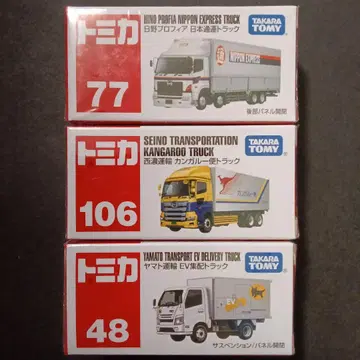 トミカ
77
HINO PROFIA NIPPON EXPRESS TRUCK
日野プロフィア 日本通運トラック
TAKARA
TOMY
NIPPON EXPRESS
後部パネル開閉
トミカ
106
SEINO TRANSPORTATION
KANGAROO TRUCK
西濃運輸 カンガルー便トラック
TAKARA
TOMY
トミカ
48
YAMATO TRANSPORT EV DELIVERY TRUCK
ヤマト運輸 EV集配トラック
TAKARA
TOMY
EV
サスペンション/パネル開閉